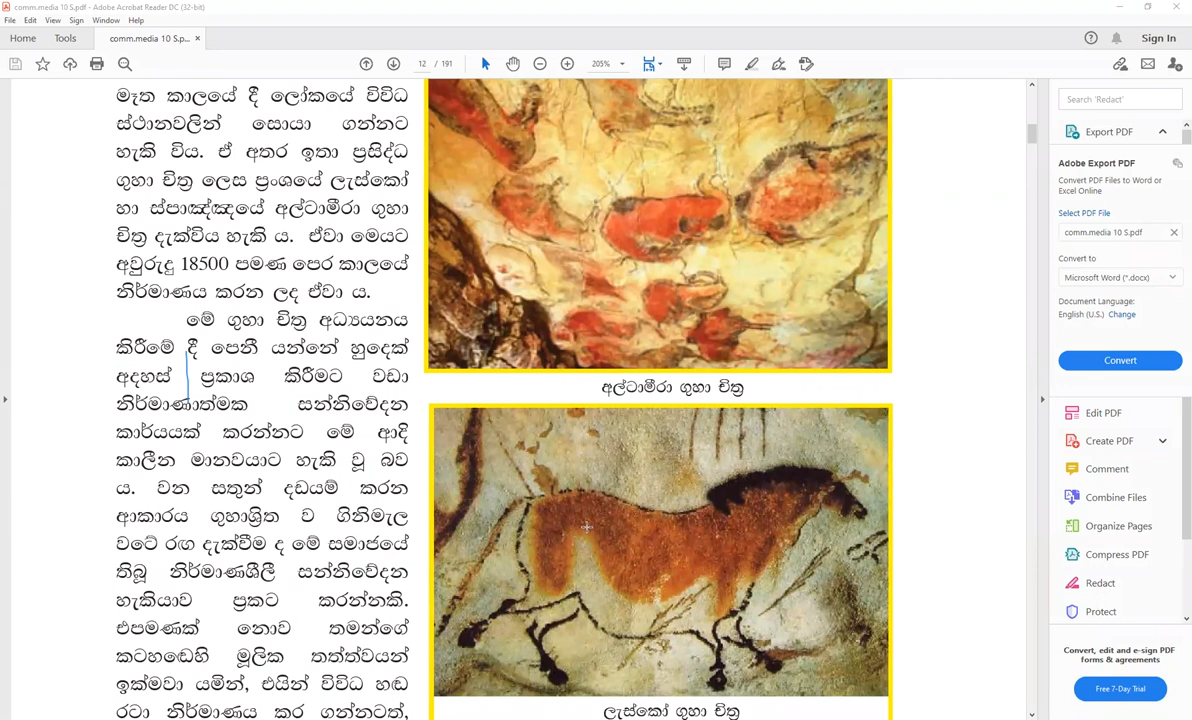 comm.media 10 S.pdf - Adobe Acrobat Reader DC (32-bit)
File Edit View Sign Window Help
Home Tools comm.media 10 S.p... × Sign In
12 / 191 205%
මෑත කාලයේ දී ලෝකයේ විවිධ
ස්ථානවලින් සොයා ගන්නට
හැකි විය. ඒ අතර ඉතා ප්‍රසිද්ධ
ගුහා චිත්‍ර ලෙස ප්‍රංශයේ ලැස්කෝ
හා ස්පාඤ්ඤයේ අල්ටාමීරා ගුහා
චිත්‍ර දැක්විය හැකි ය. ඒවා මෙයට
අවුරුදු 18500 පමණ පෙර කාලයේ
නිර්මාණය කරන ලද ඒවා ය.
මේ ගුහා චිත්‍ර අධ්‍යයනය
කිරීමේ දී පෙනී යන්නේ හුදෙක්
අදහස් ප්‍රකාශ කිරීමට වඩා
නිර්මාණාත්මක සන්නිවේදන
කාර්යයක් කරන්නට මේ ආදි
කාලීන මානවයාට හැකි වූ බව
ය. වන සතුන් දඩයම් කරන
ආකාරය ගුහාශ්‍රිත ව ගිනිමැල
වටේ රඟ දැක්වීම ද මේ සමාජයේ
තිබූ නිර්මාණශීලී සන්නිවේදන
හැකියාව ප්‍රකට කරන්නකි.
එපමණක් නොව තමන්ගේ
කටහඬෙහි මූලික තත්ත්වයන්
ඉක්මවා යමින්, එයින් විවිධ හඬ
රටා නිර්මාණය කර ගන්නටත්,
අල්ටාමීරා ගුහා චිත්‍ර
ලැස්කෝ ගුහා චිත්‍ර
Search 'Redact'
Export PDF
Adobe Export PDF
Convert PDF Files to Word or
Excel Online
Select PDF File
comm.media 10 S.pdf
Convert to
Microsoft Word (*.docx)
Document Language:
English (U.S.) Change
Convert
Edit PDF
Create PDF
Comment
Combine Files
Organize Pages
Compress PDF
Redact
Protect
Convert, edit and e-sign PDF
forms & agreements
Free 7-Day Trial